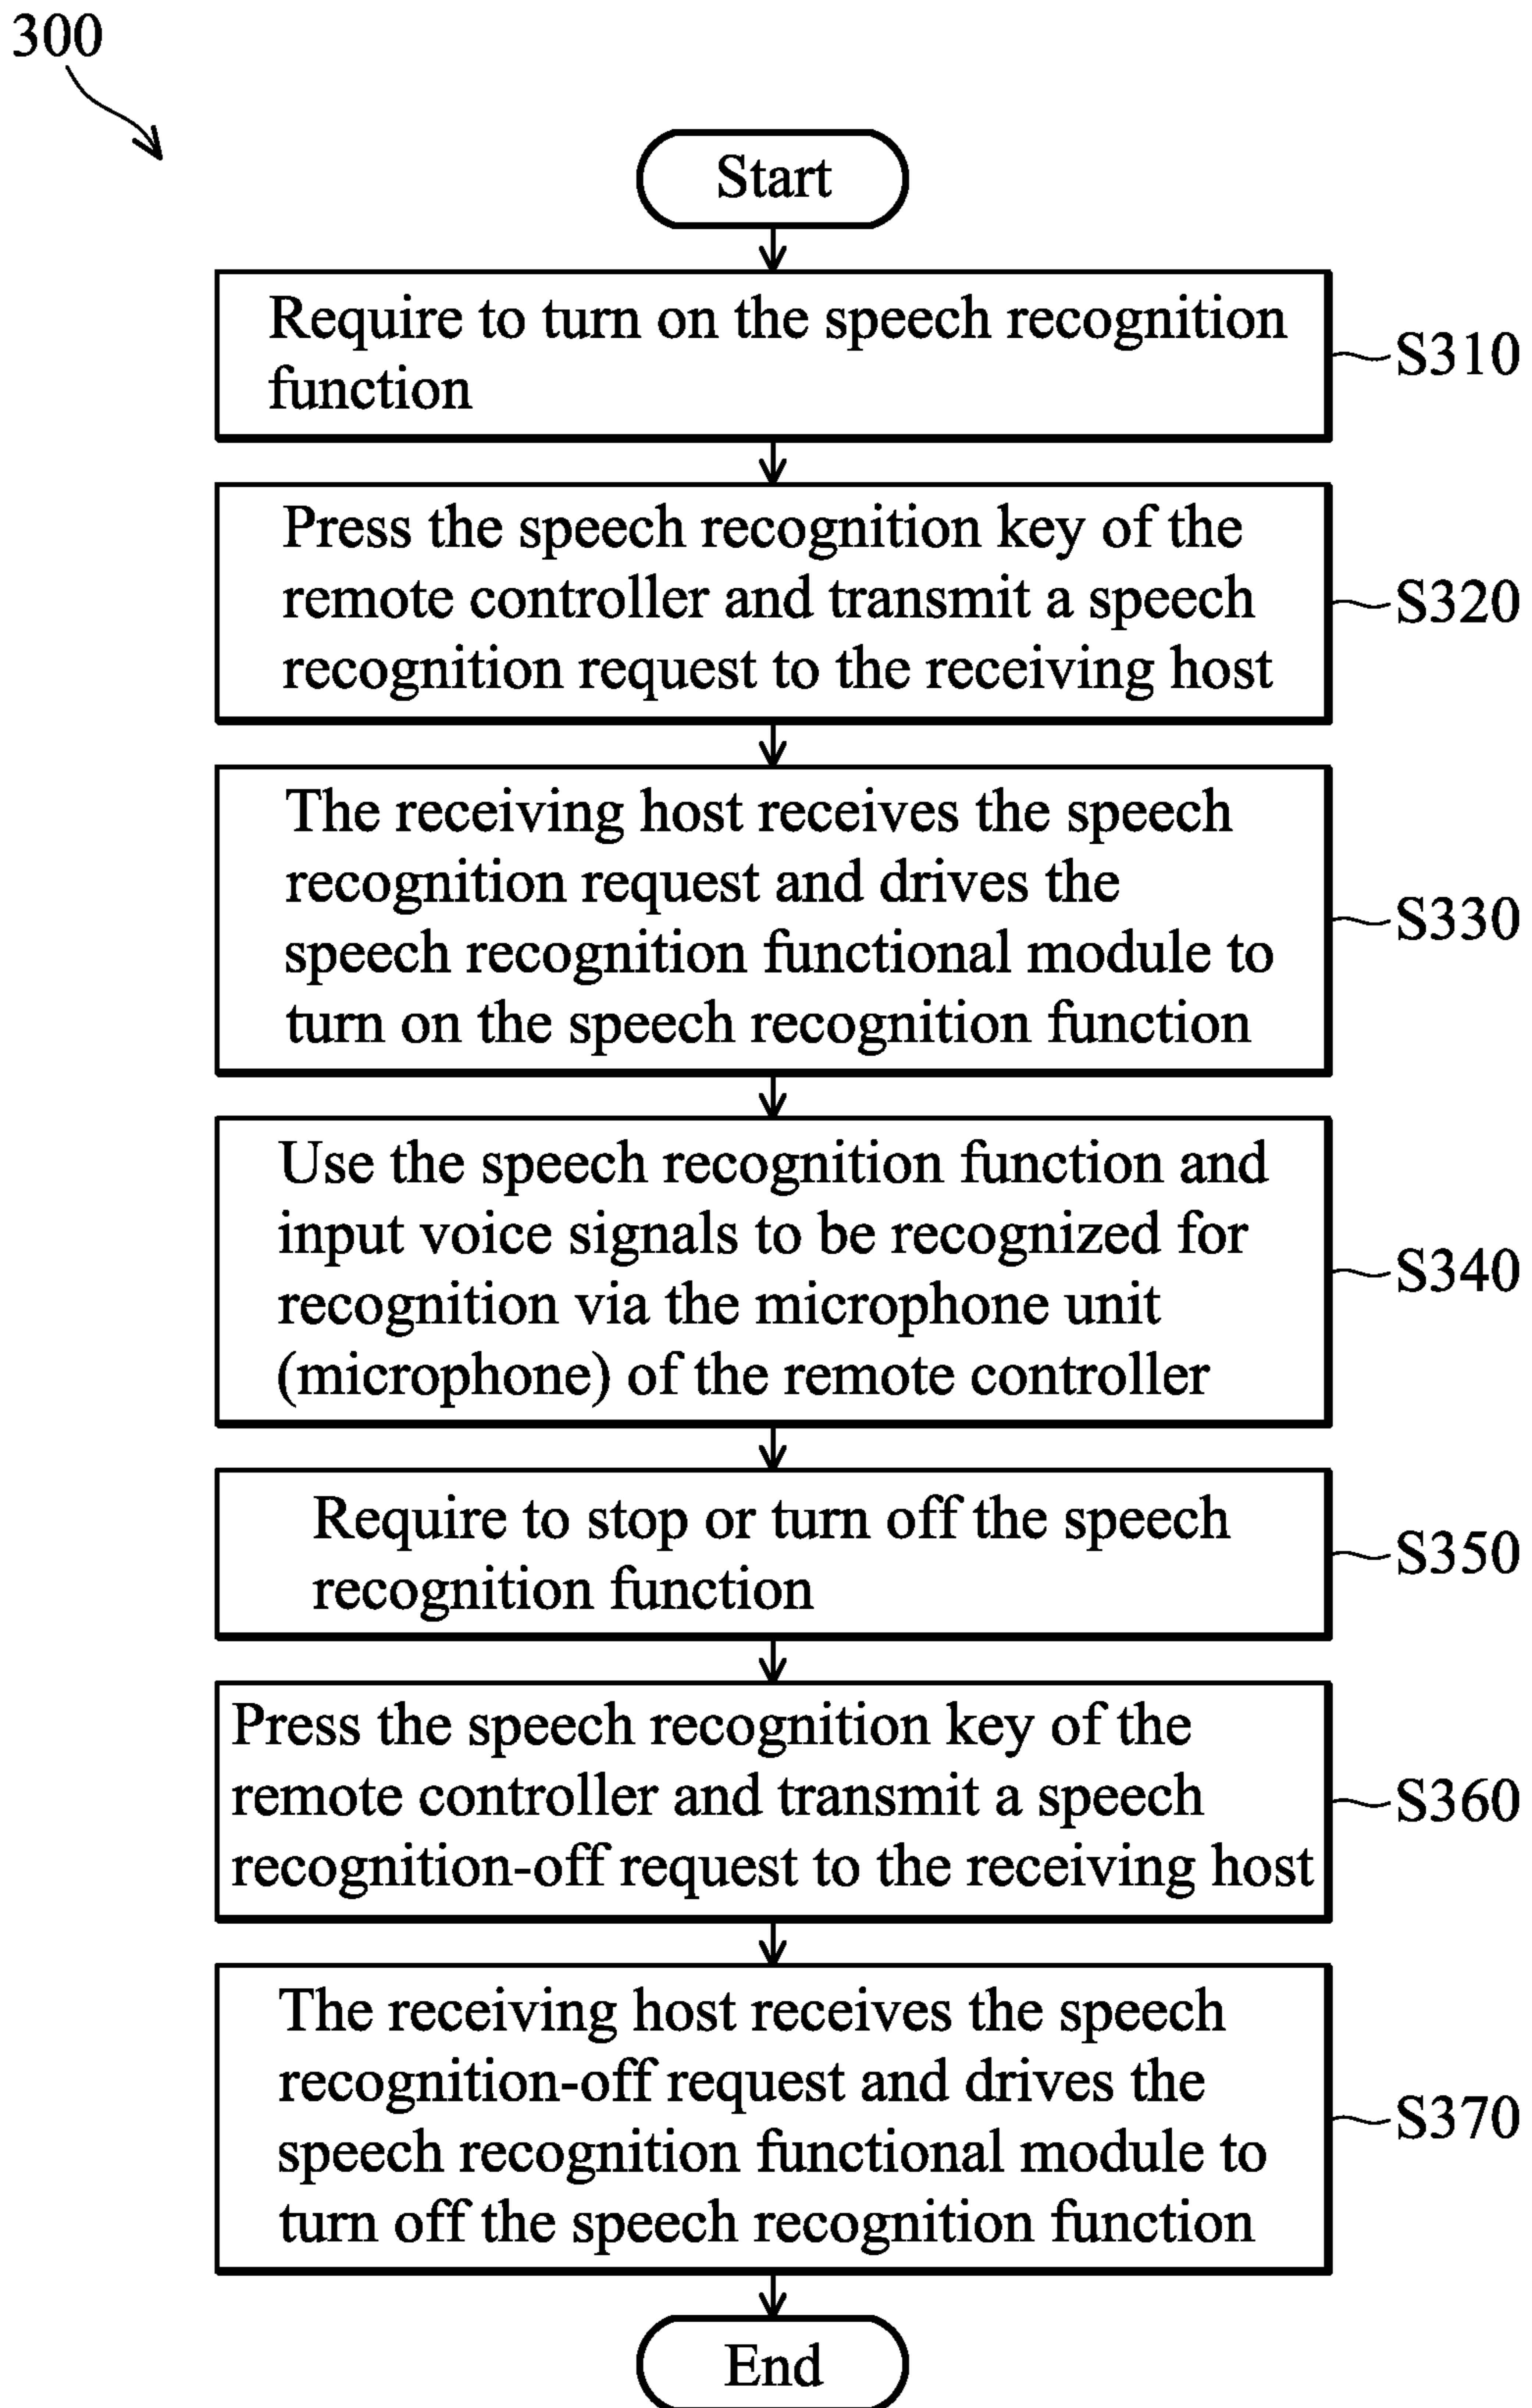 300
Start
Require to turn on the speech recognition
function
S310
Press the speech recognition key of the
remote controller and transmit a speech
recognition request to the receiving host
S320
The receiving host receives the speech
recognition request and drives the
speech recognition functional module to
turn on the speech recognition function
S330
Use the speech recognition function and
input voice signals to be recognized for
recognition via the microphone unit
(microphone) of the remote controller
S340
Require to stop or turn off the speech
recognition function
S350
Press the speech recognition key of the
remote controller and transmit a speech
recognition-off request to the receiving host
S360
The receiving host receives the speech
recognition-off request and drives the
speech recognition functional module to
turn off the speech recognition function
S370
End